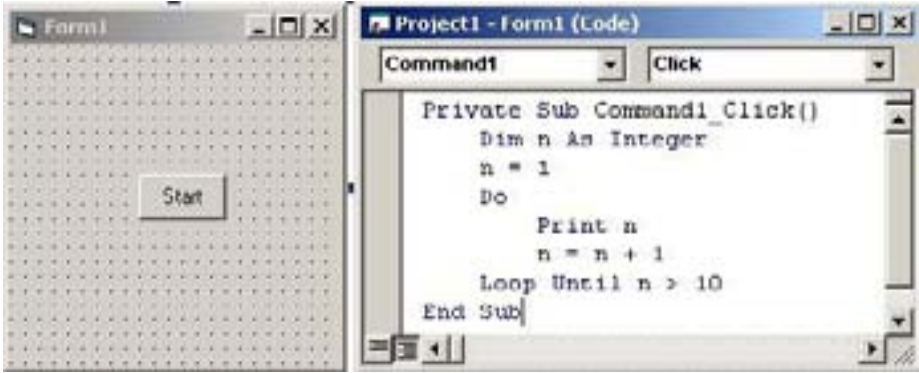 Form1
Start
Project1 - Form1 (Code)
Command1
Click
Private Sub Command1_Click()
Dim n As Integer
n = 1
Do
Print n
n = n + 1
Loop Until n > 10
End Sub